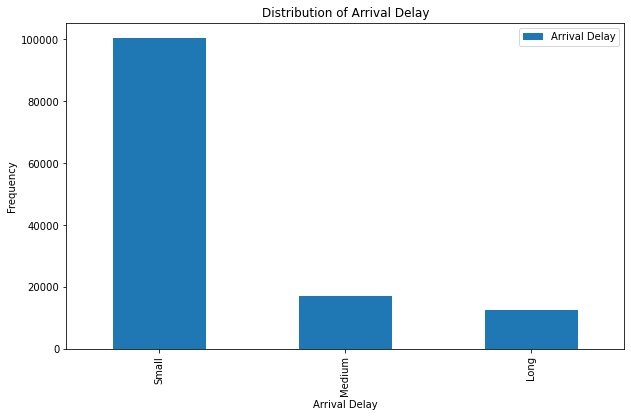 Distribution of Arrival Delay
Arrival Delay
100000
80000
60000
40000
20000
0
Frequency
Small
Medium
Long
Arrival Delay